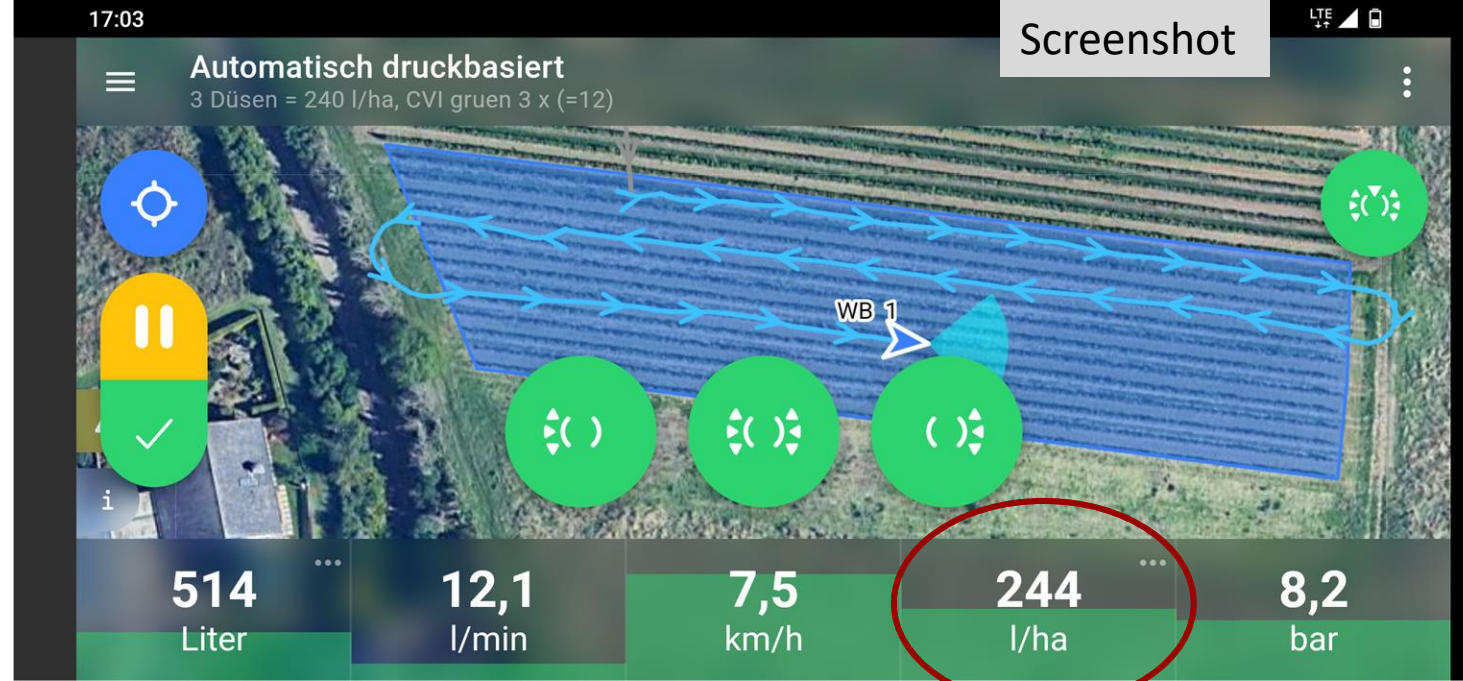 17:03
LTE
Screenshot
Automatisch druckbasiert
3 Düsen = 240 l/ha, CVI gruen 3 x (=12)
WB 1
i
514
Liter
12,1
l/min
7,5
km/h
244
l/ha
8,2
bar